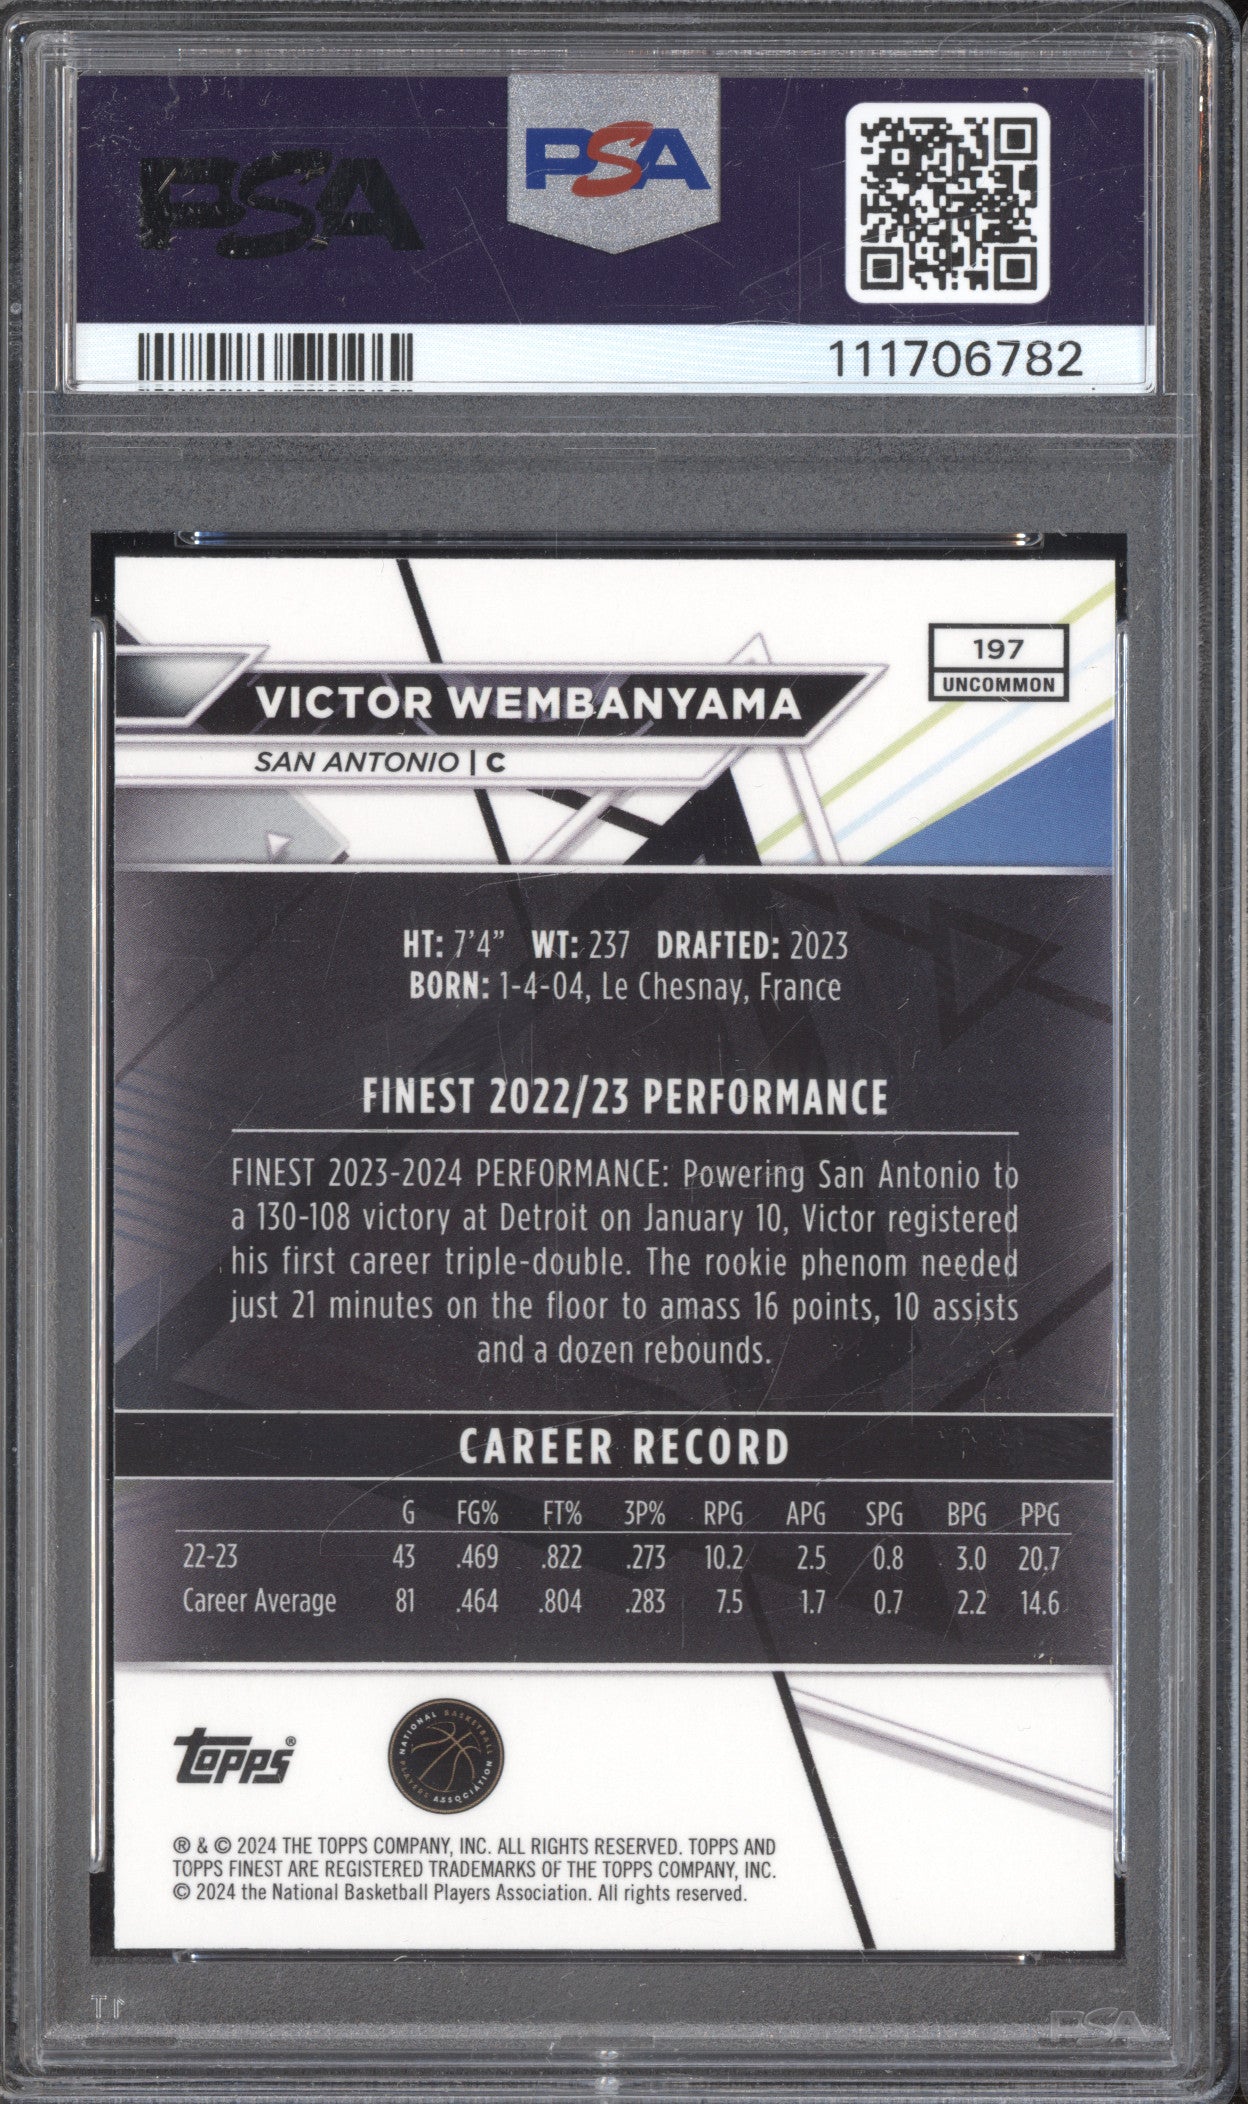 PSA
PSA
111706782
197
UNCOMMON
VICTOR WEMBANYAMA
SAN ANTONIO | C
HT: 7'4” WT: 237 DRAFTED: 2023
BORN: 1-4-04, Le Chesnay, France
FINEST 2022/23 PERFORMANCE
FINEST 2023-2024 PERFORMANCE: Powering San Antonio to
a 130-108 victory at Detroit on January 10, Victor registered
his first career triple-double. The rookie phenom needed
just 21 minutes on the floor to amass 16 points, 10 assists
and a dozen rebounds.
CAREER RECORD
G FG% FT% 3P% RPG APG SPG BPG PPG
22-23 43 .469 .822 .273 10.2 2.5 0.8 3.0 20.7
Career Average 81 .464 .804 .283 7.5 1.7 0.7 2.2 14.6
topps®
NATIONAL BASKETBALL PLAYERS ASSOCIATION
® & © 2024 THE TOPPS COMPANY, INC. ALL RIGHTS RESERVED. TOPPS AND
TOPPS FINEST ARE REGISTERED TRADEMARKS OF THE TOPPS COMPANY, INC.
© 2024 the National Basketball Players Association. All rights reserved.
PSA